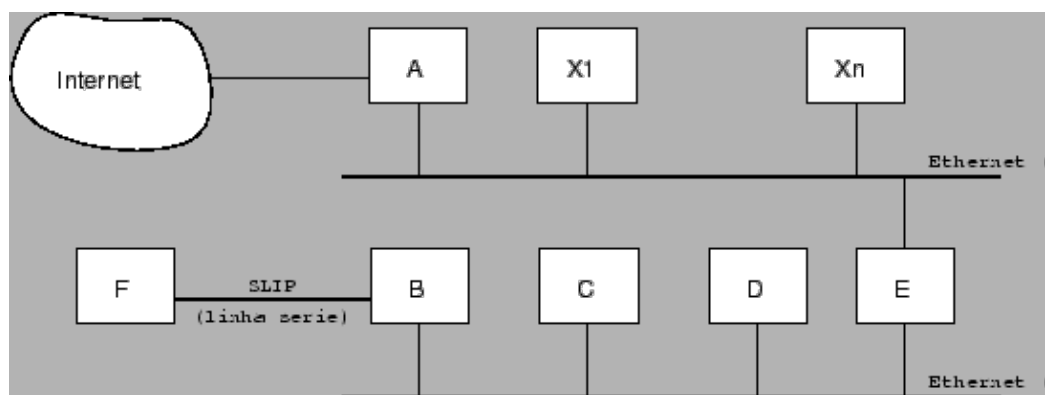 Internet
A
X1
Xn
Ethernet
F
SLIP
(linha serie)
B
C
D
E
Ethernet